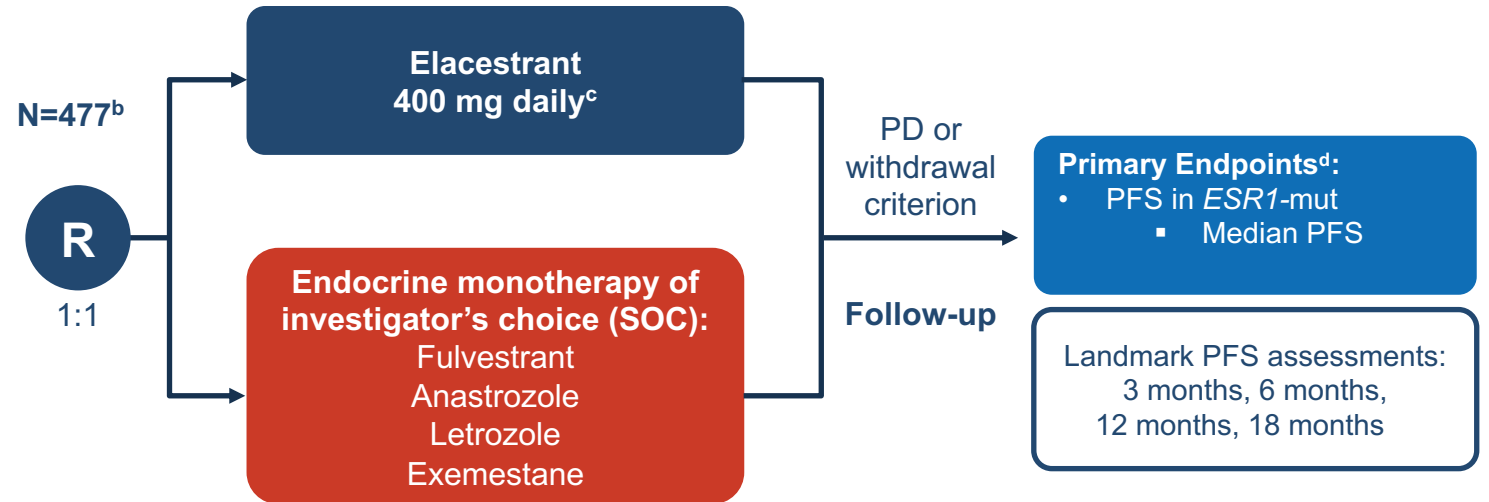 N=477ᵇ
R
1:1
Elacestrant
400 mg dailyᶜ
Endocrine monotherapy of
investigator’s choice (SOC):
Fulvestrant
Anastrozole
Letrozole
Exemestane
PD or
withdrawal
criterion
Follow-up
Primary Endpointsᵈ:
• PFS in ESR1-mut
▪ Median PFS
Landmark PFS assessments:
3 months, 6 months,
12 months, 18 months